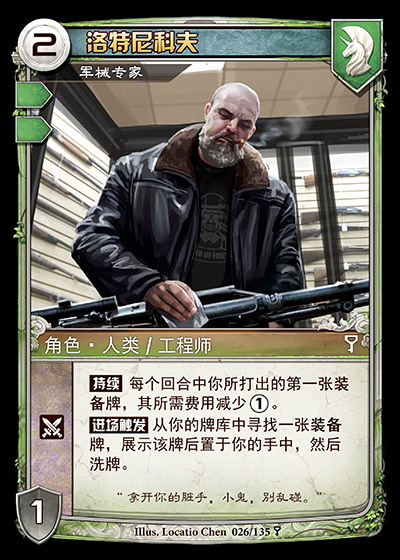 2
洛特尼科夫
军械专家
角色·人类/工程师
持续 每个回合中你所打出的第一张装
备牌，其所需费用减少①。
进场触发 从你的牌库中寻找一张装备
牌，展示该牌后置于你的手中，然后
洗牌。
1
“拿开你的脏手，小鬼，别乱碰。”
Illus. Locatio Chen 026/135